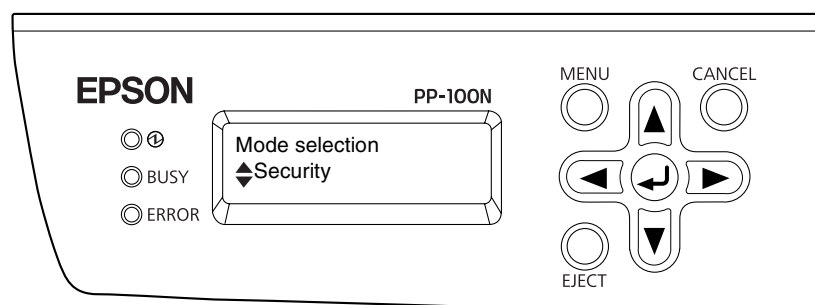 EPSON
PP-100N
MENU
CANCEL
Mode selection
Security
BUSY
ERROR
EJECT